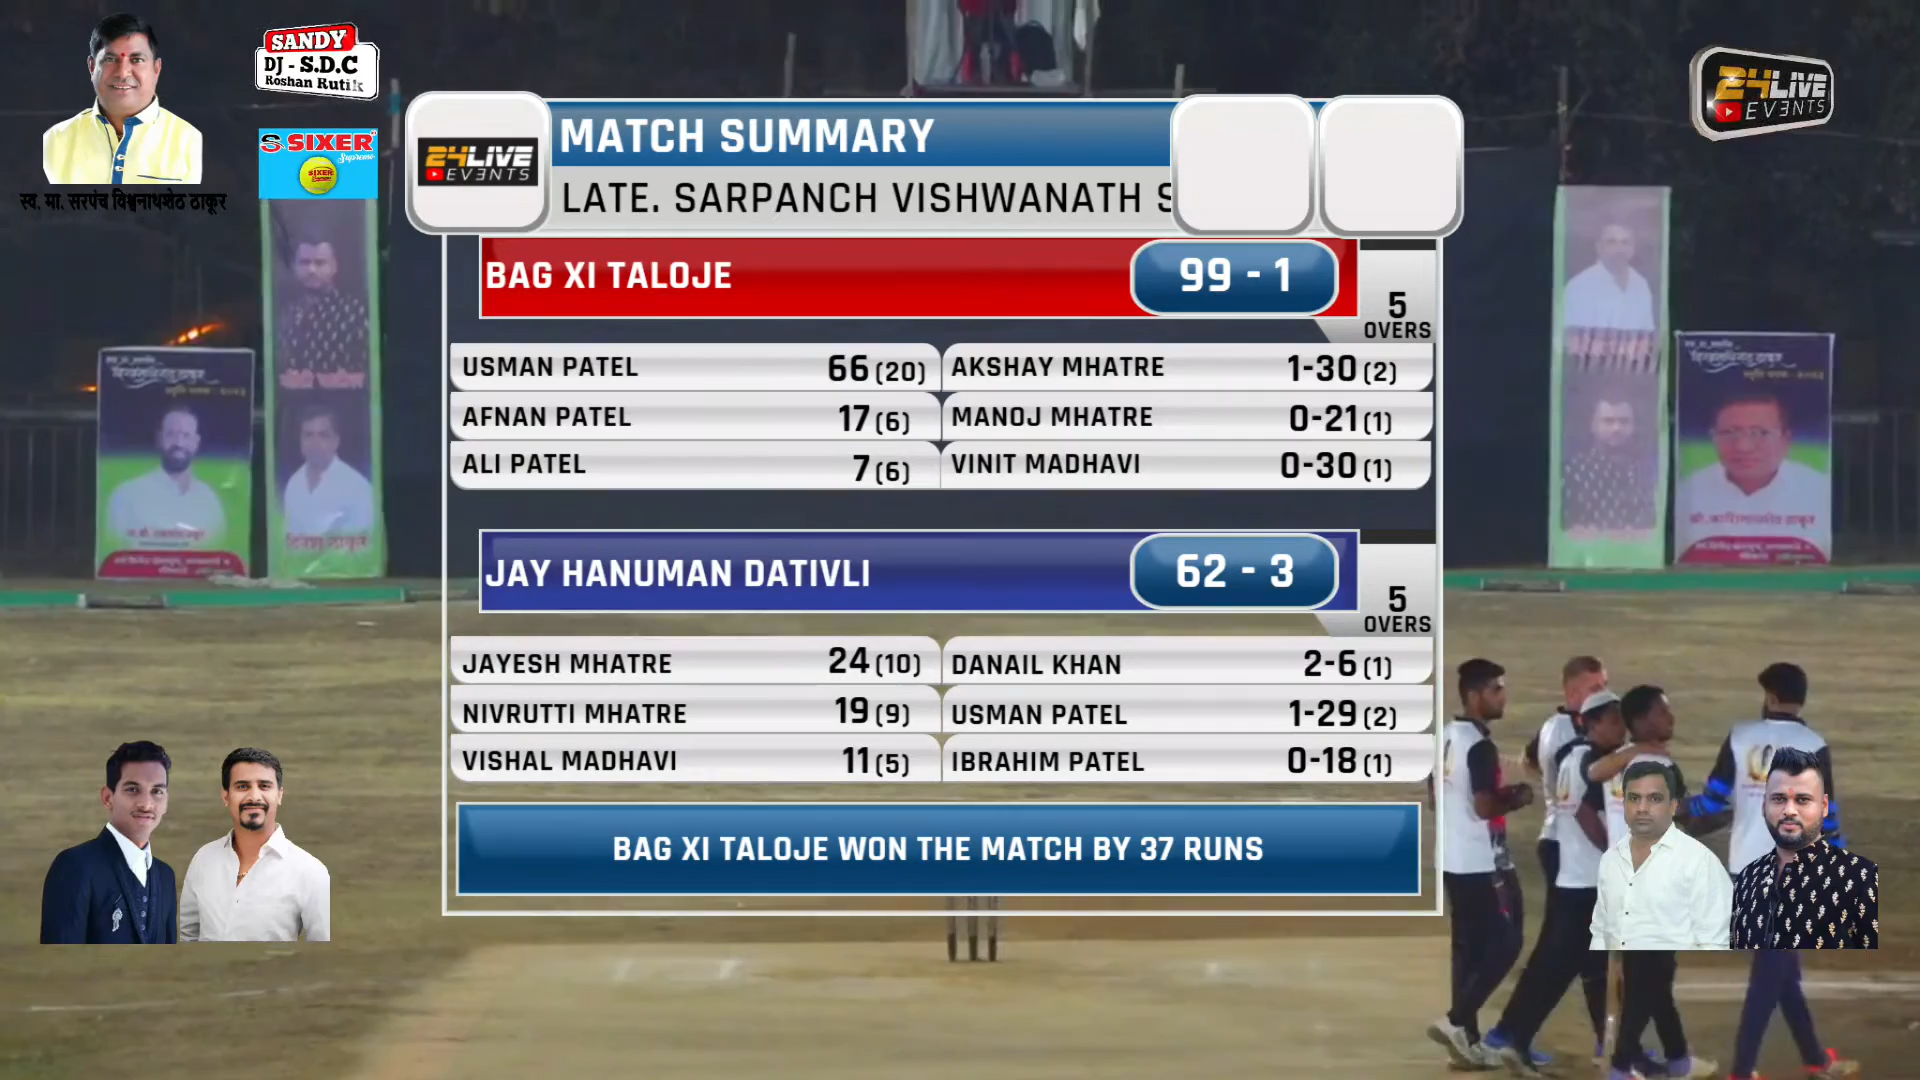 SANDY
DJ - S.D.C
Roshan Rutik
S SIXER
Supremo
SIXER
स्व. मा. सरपंच विश्वनाथशेठ ठाकूर
24LIVE
EVENTS
24LIVE
EVENTS
MATCH SUMMARY
LATE. SARPANCH VISHWANATH S
BAG XI TALOJE 99 - 1
5
OVERS
USMAN PATEL 66 (20) AKSHAY MHATRE 1-30 (2)
AFNAN PATEL 17 (6) MANOJ MHATRE 0-21 (1)
ALI PATEL 7 (6) VINIT MADHAVI 0-30 (1)
JAY HANUMAN DATIVLI 62 - 3
5
OVERS
JAYESH MHATRE 24 (10) DANAIL KHAN 2-6 (1)
NIVRUTTI MHATRE 19 (9) USMAN PATEL 1-29 (2)
VISHAL MADHAVI 11 (5) IBRAHIM PATEL 0-18 (1)
BAG XI TALOJE WON THE MATCH BY 37 RUNS